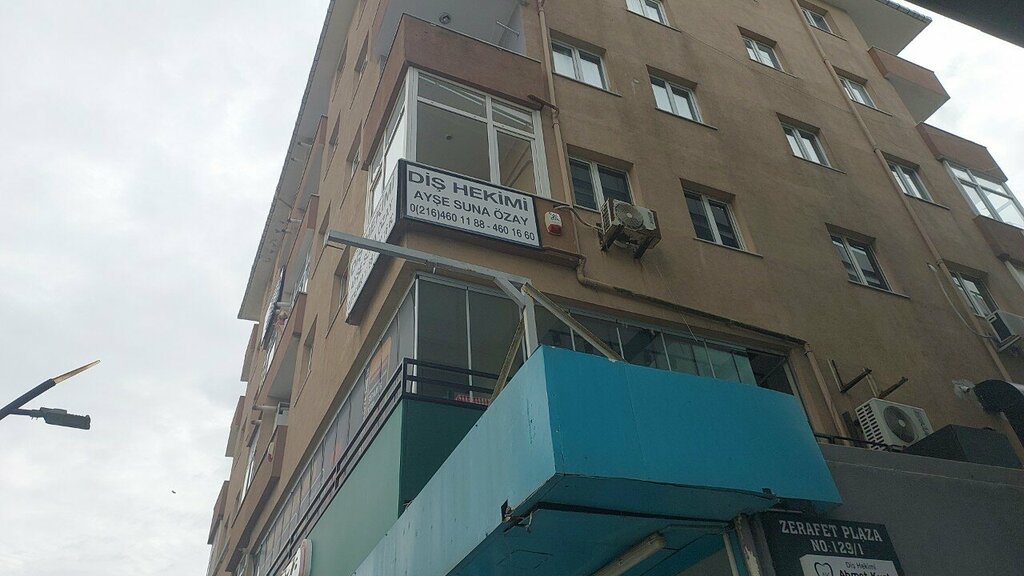 DİŞ HEKİMİ
AYŞE SUNA ÖZAY
0(216)460 11 88 - 460 16 60
ZERAFET PLAZA
NO:129/1
Diş Hekimi
Ahmet